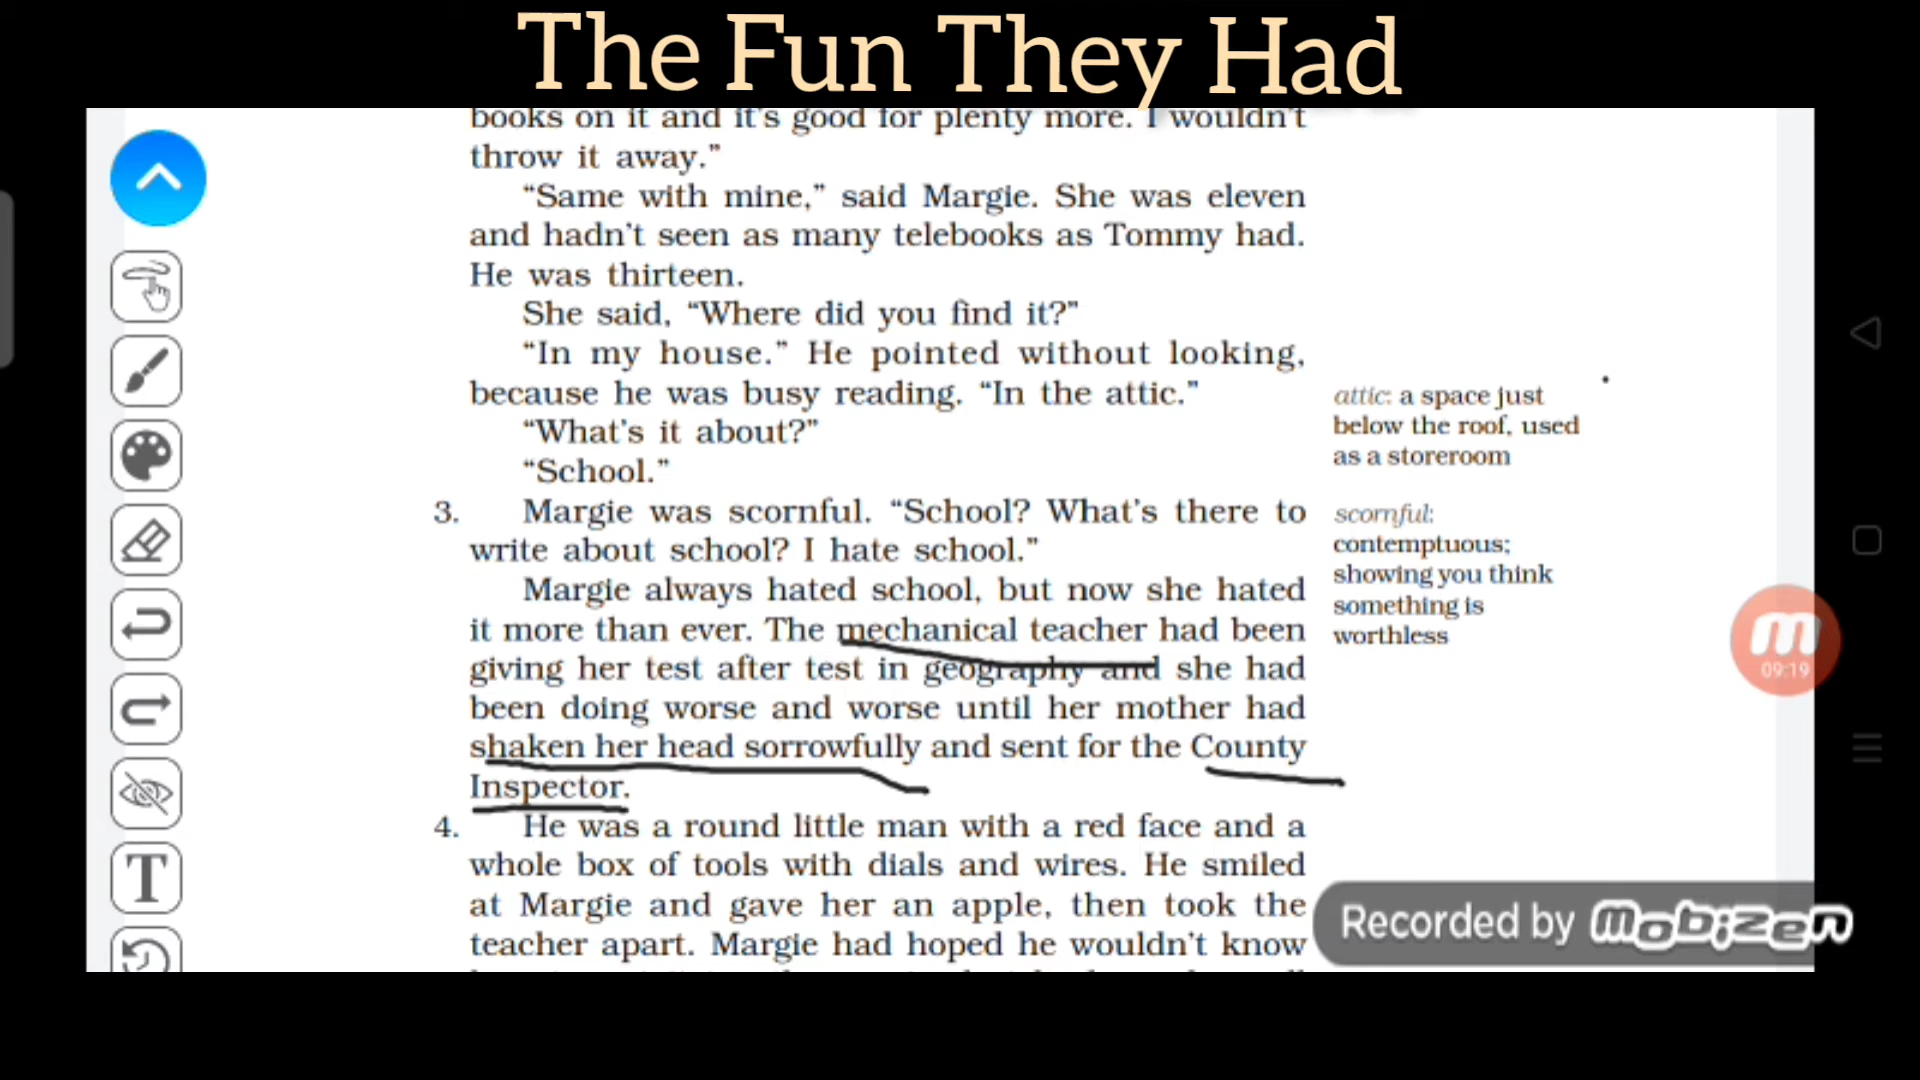 The Fun They Had
books on it and it's good for plenty more. I wouldn't
throw it away.”
“Same with mine,” said Margie. She was eleven
and hadn't seen as many telebooks as Tommy had.
He was thirteen.
She said, “Where did you find it?”
“In my house.” He pointed without looking,
because he was busy reading. “In the attic.”
“What's it about?”
“School.”
3. Margie was scornful. “School? What's there to
write about school? I hate school.”
Margie always hated school, but now she hated
it more than ever. The mechanical teacher had been
giving her test after test in geography and she had
been doing worse and worse until her mother had
shaken her head sorrowfully and sent for the County
Inspector.
4. He was a round little man with a red face and a
whole box of tools with dials and wires. He smiled
at Margie and gave her an apple, then took the
teacher apart. Margie had hoped he wouldn't know
attic: a space just
below the roof, used
as a storeroom
scornful:
contemptuous;
showing you think
something is
worthless
T
m
09:19
Recorded by mobizen